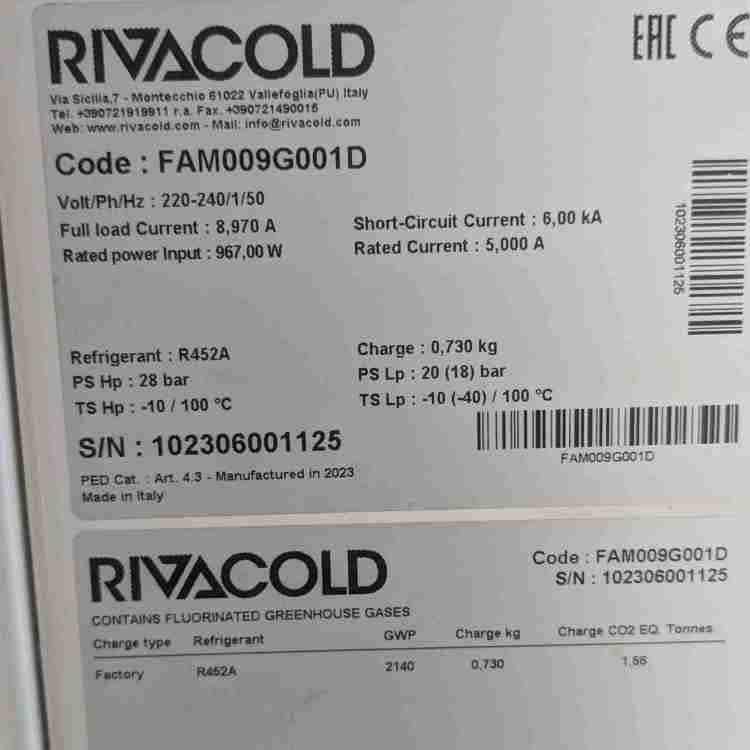 RIVACOLD
EAC CE
Via Sicilia,7 - Montecchio 61022 Vallefoglia(PU) Italy
Tel. +390721919911 r.a. Fax. +390721490015
Web: www.rivacold.com - Mail: info@rivacold.com
Code : FAM009G001D
Volt/Ph/Hz : 220-240/1/50
Full load Current : 8,970 A
Short-Circuit Current : 6,00 kA
Rated power Input : 967,00 W
Rated Current : 5,000 A
102306001125
Refrigerant : R452A
Charge : 0,730 kg
PS Hp : 28 bar
PS Lp : 20 (18) bar
TS Hp : -10 / 100 °C
TS Lp : -10 (-40) / 100 °C
S/N : 102306001125
FAM009G001D
PED Cat. : Art. 4.3 - Manufactured in 2023
Made in Italy
RIVACOLD
Code : FAM009G001D
S/N : 102306001125
CONTAINS FLUORINATED GREENHOUSE GASES
Charge type Refrigerant GWP Charge kg Charge CO2 EQ. Tonnes
Factory R452A 2140 0,730 1,56